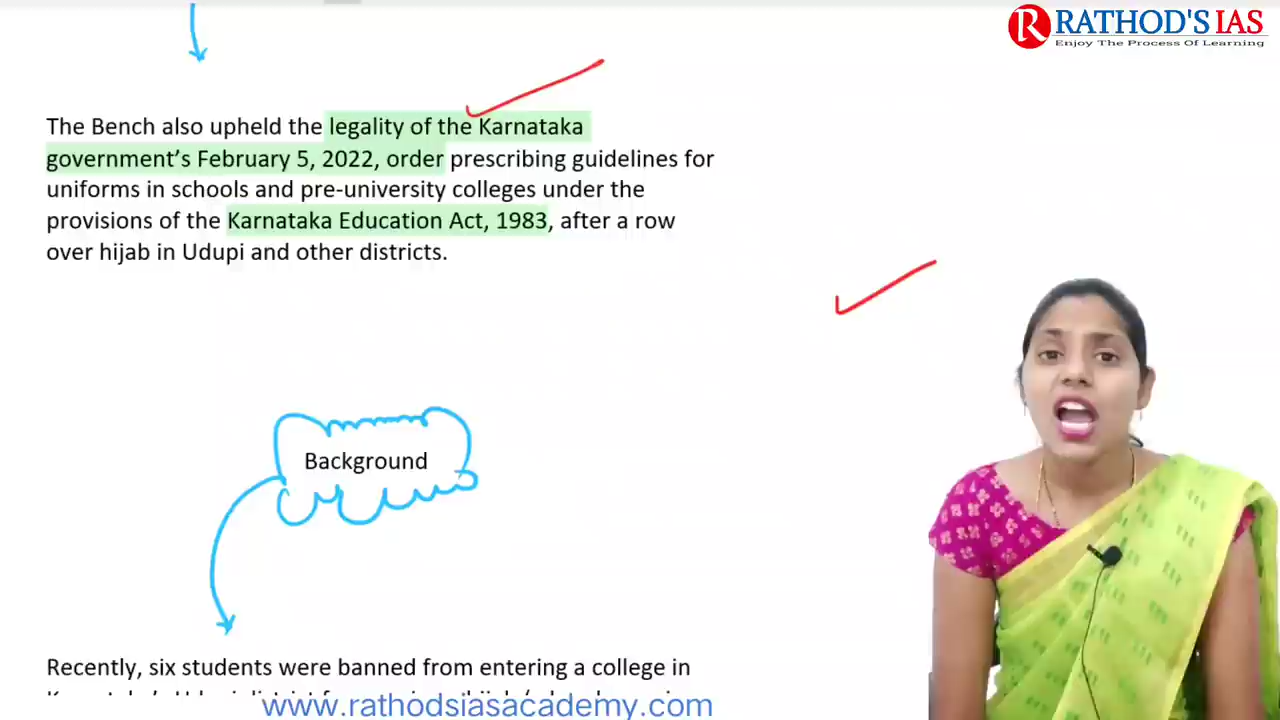 RATHOD'S IAS
Enjoy The Process Of Learning
The Bench also upheld the legality of the Karnataka
government’s February 5, 2022, order prescribing guidelines for
uniforms in schools and pre-university colleges under the
provisions of the Karnataka Education Act, 1983, after a row
over hijab in Udupi and other districts.
Background
Recently, six students were banned from entering a college in
www.rathodsiasacademy.com